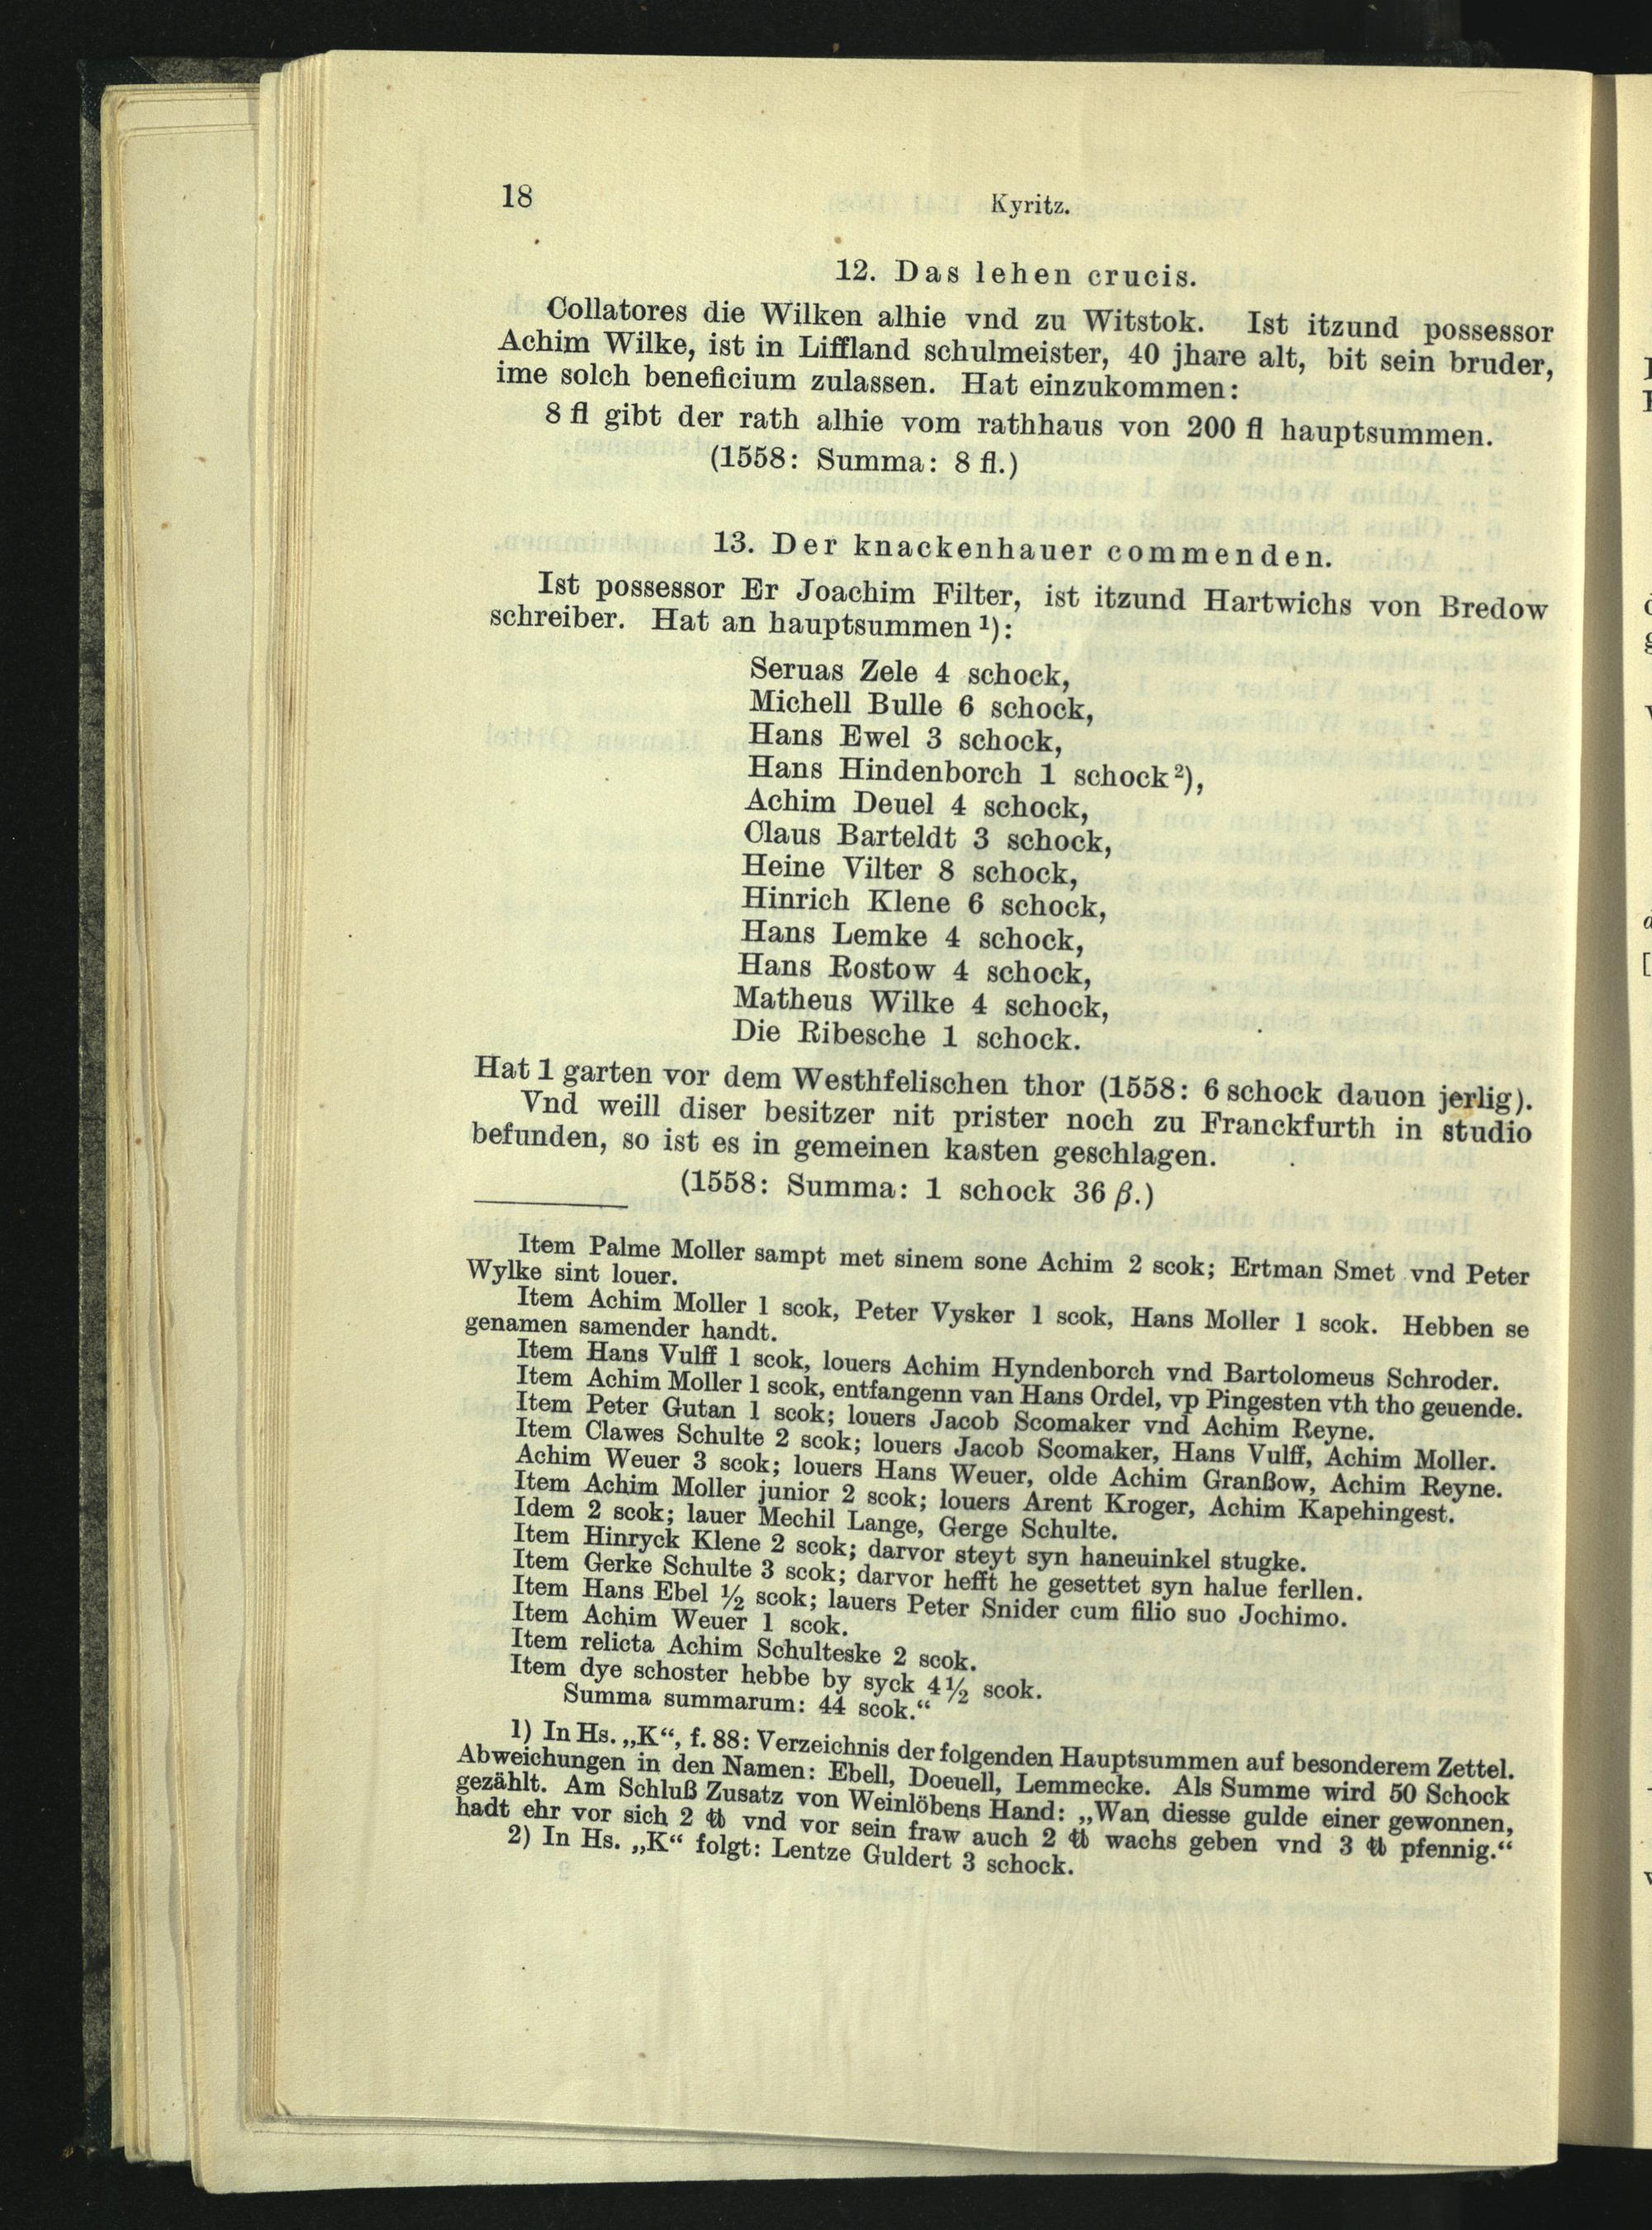 18
Kyritz.
12. Das lehen crucis.
Collatores die Wilken alhie vnd zu Witstok. Ist itzund possessor
Achim Wilke, ist in Liffland schulmeister, 40 jhare alt, bit sein bruder,
ime solch beneficium zulassen. Hat einzukommen:
8 fl gibt der rath alhie vom rathhaus von 200 fl hauptsummen.
(1558: Summa: 8 fl.)
13. Der knackenhauer commenden.
Ist possessor Er Joachim Filter, ist itzund Hartwichs von Bredow
schreiber. Hat an hauptsummen ¹):
Seruas Zele 4 schock,
Michell Bulle 6 schock,
Hans Ewel 3 schock,
Hans Hindenborch 1 schock ²),
Achim Deuel 4 schock,
Claus Barteldt 3 schock,
Heine Vilter 8 schock,
Hinrich Klene 6 schock,
Hans Lemke 4 schock,
Hans Rostow 4 schock,
Matheus Wilke 4 schock,
Die Ribesche 1 schock.
Hat 1 garten vor dem Westhfelischen thor (1558: 6 schock dauon jerlig).
Vnd weill diser besitzer nit prister noch zu Franckfurth in studio
befunden, so ist es in gemeinen kasten geschlagen.
(1558: Summa: 1 schock 36 β.)
Item Palme Moller sampt met sinem sone Achim 2 scok; Ertman Smet vnd Peter
Wylke sint louer.
Item Achim Moller 1 scok, Peter Vysker 1 scok, Hans Moller 1 scok. Hebben se
genamen samender handt.
Item Hans Vulff 1 scok, louers Achim Hyndenborch vnd Bartolomeus Schroder.
Item Achim Moller 1 scok, entfangenn van Hans Ordel, vp Pingesten vth tho geuende.
Item Peter Gutan 1 scok; louers Jacob Scomaker vnd Achim Reyne.
Item Clawes Schulte 2 scok; louers Jacob Scomaker, Hans Vulff, Achim Moller.
Achim Weuer 3 scok; louers Hans Weuer, olde Achim Granßow, Achim Reyne.
Item Achim Moller junior 2 scok; louers Arent Kroger, Achim Kapehingest.
Idem 2 scok; lauer Mechil Lange, Gerge Schulte.
Item Hinryck Klene 2 scok; darvor steyt syn haneuinkel stugke.
Item Gerke Schulte 3 scok; darvor hefft he gesettet syn halue ferllen.
Item Hans Ebel ½ scok; lauers Peter Snider cum filio suo Jochimo.
Item Achim Weuer 1 scok.
Item relicta Achim Schulteske 2 scok.
Item dye schoster hebbe by syck 4½ scok.
Summa summarum: 44 scok.“
1) In Hs. „K“, f. 88: Verzeichnis der folgenden Hauptsummen auf besonderem Zettel.
Abweichungen in den Namen: Ebell, Doeuell, Lemmecke. Als Summe wird 50 Schock
gezählt. Am Schluß Zusatz von Weinlöbens Hand: „Wan diesse gulde einer gewonnen,
hadt ehr vor sich 2 ℔ vnd vor sein fraw auch 2 ℔ wachs geben vnd 3 ℔ pfennig.“
2) In Hs. „K“ folgt: Lentze Guldert 3 schock.